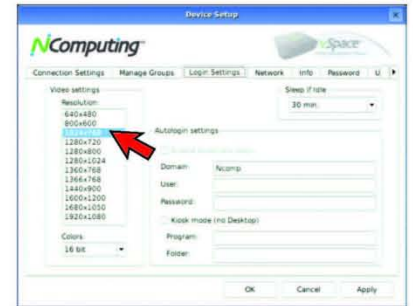 Device Setup
NComputing
vSpace
Connection Settings Manage Groups Login Settings Network Info Password U
Video settings
Sleep if Idle
Resolution:
30 min.
640x480
800x600
1024x768
1280x720
Autologin settings
1280x800
1280x1024
1360x768
Domain: Ncomp
1366x768
1440x900
User:
1600x1200
Password:
1680x1050
1920x1080
Kiosk mode (no Desktop)
Colors
Program:
16 bit
Folder:
OK Cancel Apply